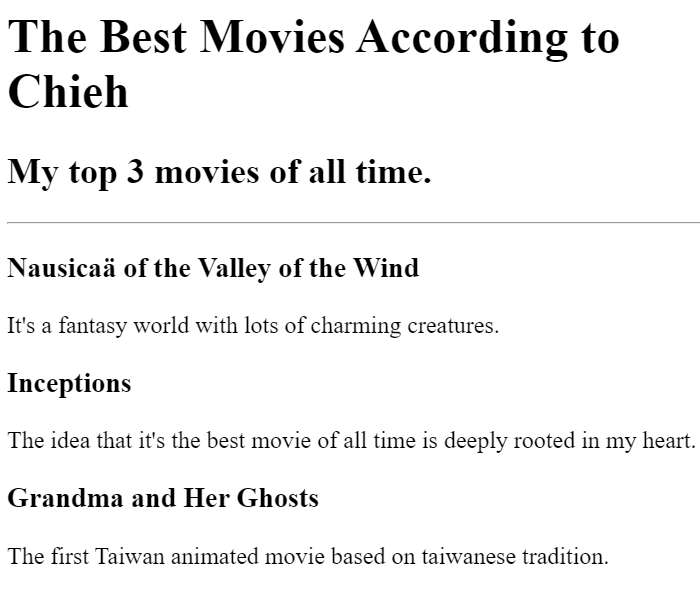 The Best Movies According to
Chieh
My top 3 movies of all time.
Nausicaä of the Valley of the Wind
It's a fantasy world with lots of charming creatures.
Inceptions
The idea that it's the best movie of all time is deeply rooted in my heart.
Grandma and Her Ghosts
The first Taiwan animated movie based on taiwanese tradition.